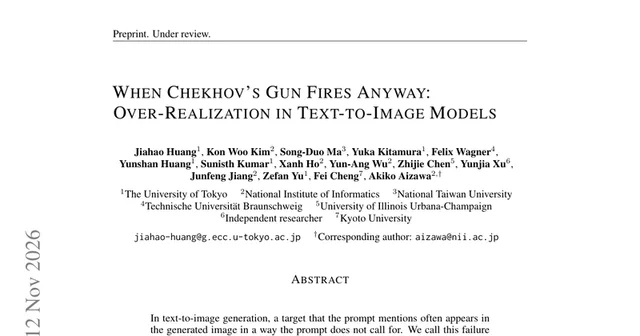 Preprint. Under review.
WHEN CHEKHOV'S GUN FIRES ANYWAY:
OVER-REALIZATION IN TEXT-TO-IMAGE MODELS
Jiahao Huang1, Kon Woo Kim2, Song-Duo Ma3, Yuka Kitamura1, Felix Wagner4,
Yunshan Huang1, Sunisth Kumar1, Xanh Ho2, Yun-Ang Wu2, Zhijie Chen5, Yunjia Xu6,
Junfeng Jiang2, Zefan Yu1, Fei Cheng7, Akiko Aizawa2,†
1The University of Tokyo 2National Institute of Informatics 3National Taiwan University
4Technische Universität Braunschweig 5University of Illinois Urbana-Champaign
6Independent researcher 7Kyoto University
jiahao-huang@g.ecc.u-tokyo.ac.jp †Corresponding author: aizawa@nii.ac.jp
ABSTRACT
In text-to-image generation, a target that the prompt mentions often appears in
the generated image in a way the prompt does not call for. We call this failure
12 Nov 2026